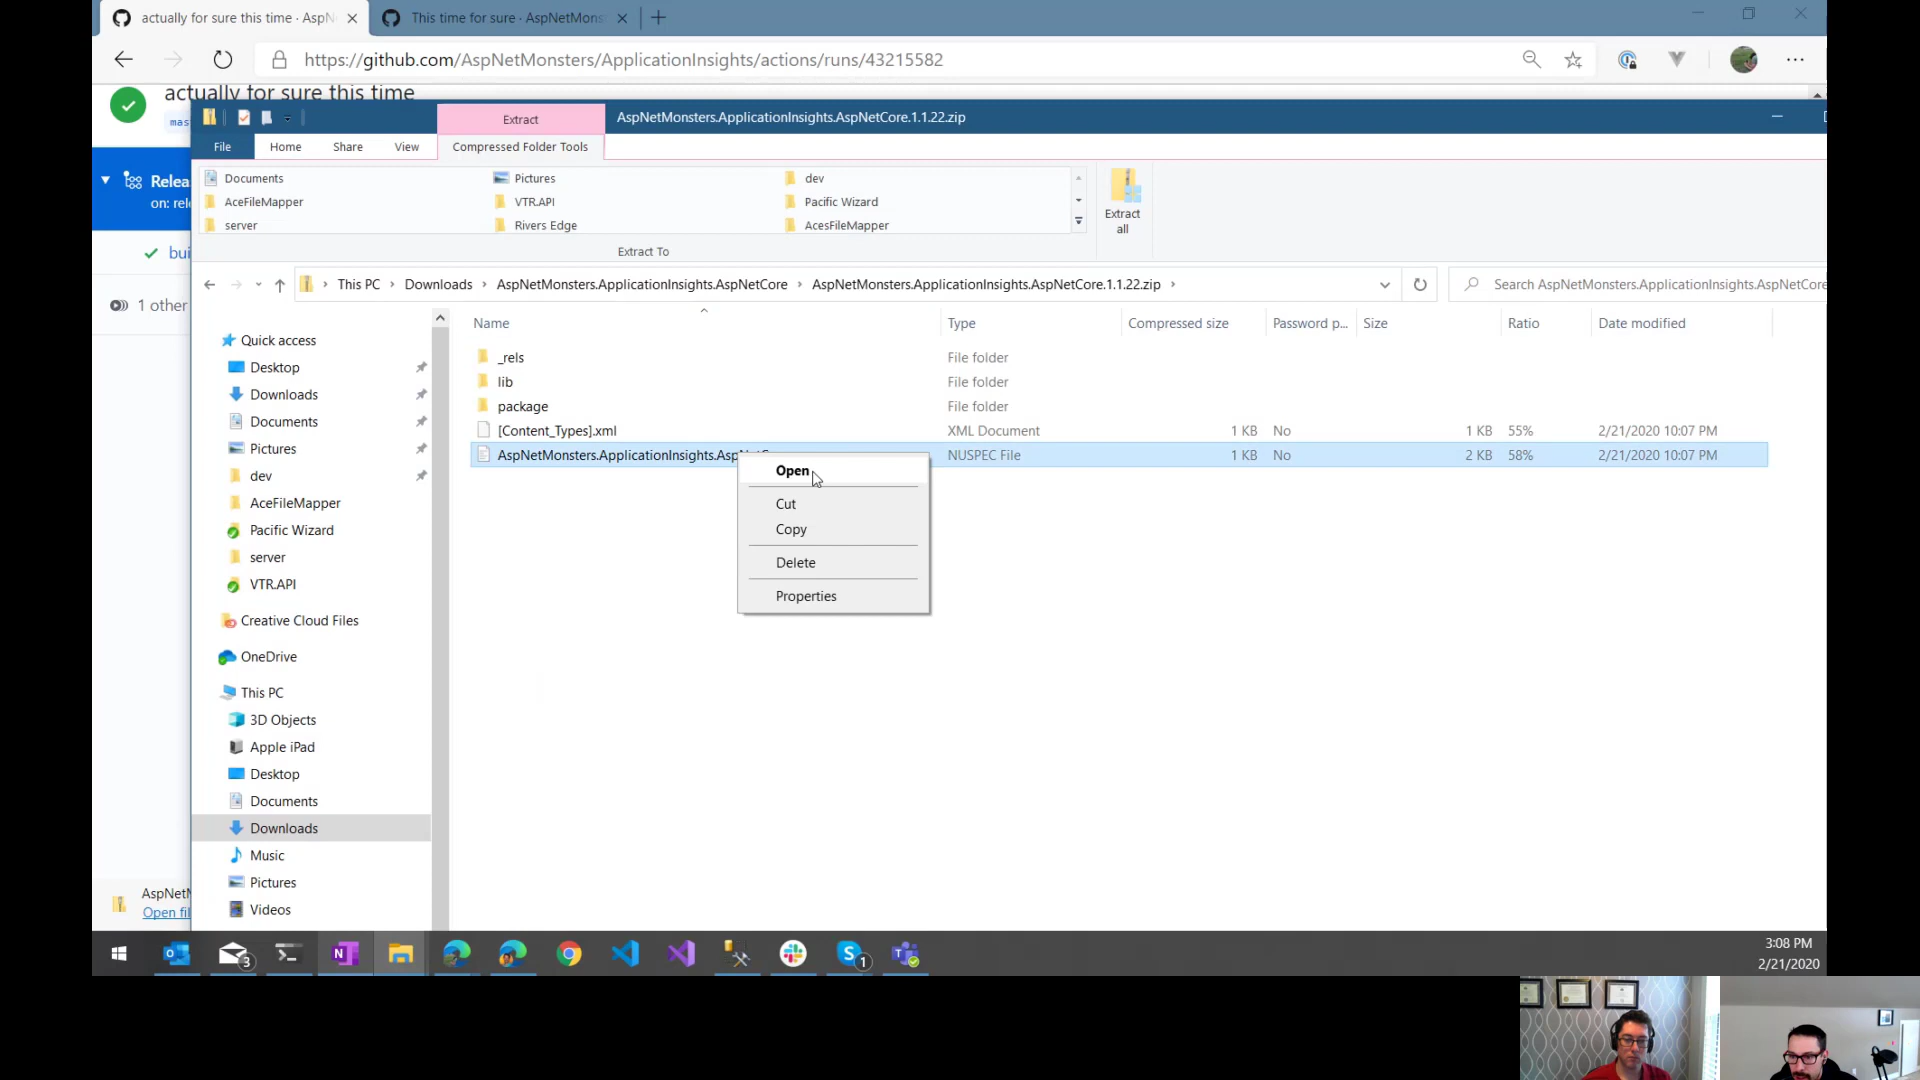 actually for sure this time · AspN
This time for sure · AspNetMons
https://github.com/AspNetMonsters/ApplicationInsights/actions/runs/43215582
actually for sure this time
mas
Extract
AspNetMonsters.ApplicationInsights.AspNetCore.1.1.22.zip
File
Home
Share
View
Compressed Folder Tools
Relea
on: rele
bui
1 other
Documents
Pictures
dev
AceFileMapper
VTR.API
Pacific Wizard
server
Rivers Edge
AcesFileMapper
Extract To
Extract
all
This PC
Downloads
AspNetMonsters.ApplicationInsights.AspNetCore
AspNetMonsters.ApplicationInsights.AspNetCore.1.1.22.zip
Search AspNetMonsters.ApplicationInsights.AspNetCore
Name
Type
Compressed size
Password p...
Size
Ratio
Date modified
_rels
File folder
lib
File folder
package
File folder
[Content_Types].xml
XML Document
1 KB
No
1 KB
55%
2/21/2020 10:07 PM
AspNetMonsters.ApplicationInsights.AspNetC
NUSPEC File
1 KB
No
2 KB
58%
2/21/2020 10:07 PM
Open
Cut
Copy
Delete
Properties
Quick access
Desktop
Downloads
Documents
Pictures
dev
AceFileMapper
Pacific Wizard
server
VTR.API
Creative Cloud Files
OneDrive
This PC
3D Objects
Apple iPad
Desktop
Documents
Downloads
Music
Pictures
Videos
AspNetM
Open fil
3
1
3:08 PM
2/21/2020